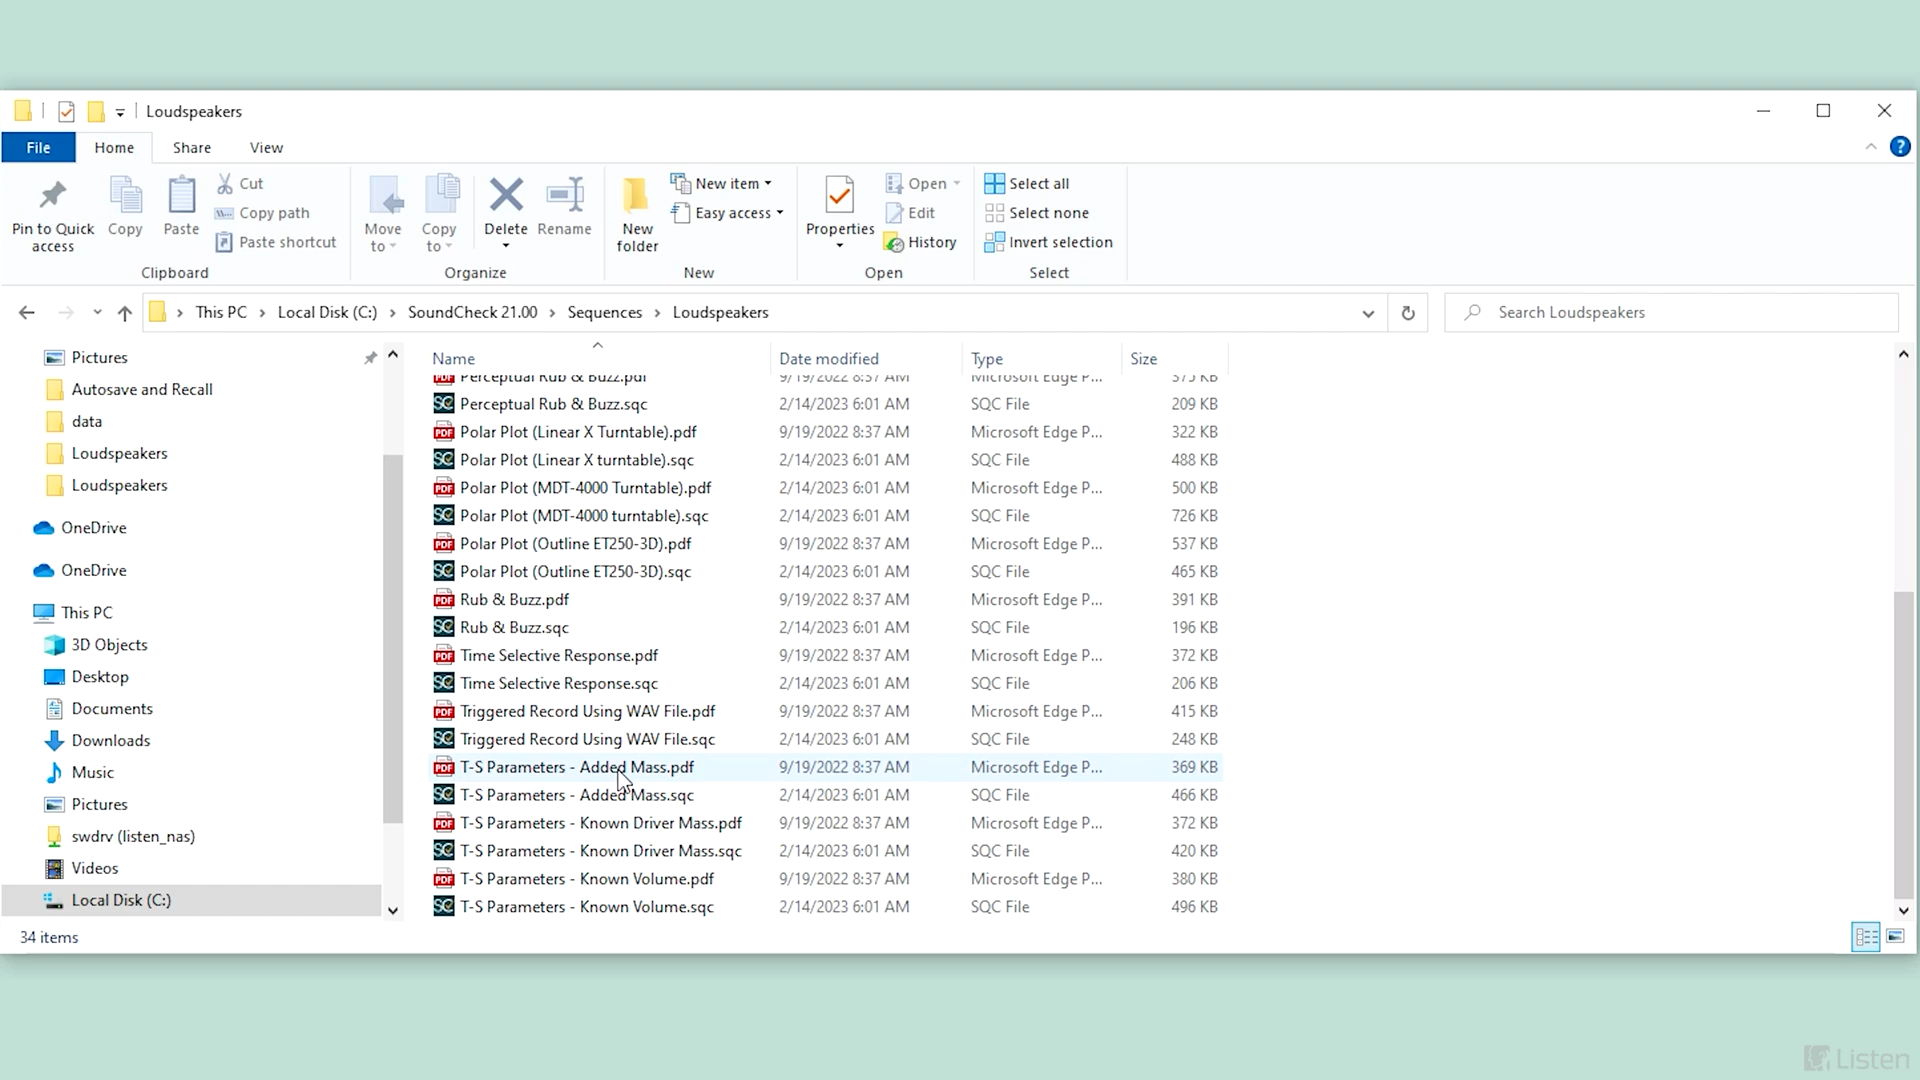 Loudspeakers
File Home Share View
Pin to Quick access
Copy
Paste
Cut
Copy path
Paste shortcut
Clipboard
Move to
Copy to
Delete
Rename
Organize
New folder
New item
Easy access
New
Properties
Open
Edit
History
Open
Select all
Select none
Invert selection
Select
This PC > Local Disk (C:) > SoundCheck 21.00 > Sequences > Loudspeakers
Search Loudspeakers
Pictures
Autosave and Recall
data
Loudspeakers
Loudspeakers
OneDrive
OneDrive
This PC
3D Objects
Desktop
Documents
Downloads
Music
Pictures
swdrv (listen_nas)
Videos
Local Disk (C:)
Name Date modified Type Size
Perceptual Rub & Buzz.pdf 9/19/2022 8:37 AM Microsoft Edge P... 375 KB
Perceptual Rub & Buzz.sqc 2/14/2023 6:01 AM SQC File 209 KB
Polar Plot (Linear X Turntable).pdf 9/19/2022 8:37 AM Microsoft Edge P... 322 KB
Polar Plot (Linear X turntable).sqc 2/14/2023 6:01 AM SQC File 488 KB
Polar Plot (MDT-4000 Turntable).pdf 2/14/2023 6:01 AM Microsoft Edge P... 500 KB
Polar Plot (MDT-4000 turntable).sqc 2/14/2023 6:01 AM SQC File 726 KB
Polar Plot (Outline ET250-3D).pdf 9/19/2022 8:37 AM Microsoft Edge P... 537 KB
Polar Plot (Outline ET250-3D).sqc 2/14/2023 6:01 AM SQC File 465 KB
Rub & Buzz.pdf 9/19/2022 8:37 AM Microsoft Edge P... 391 KB
Rub & Buzz.sqc 2/14/2023 6:01 AM SQC File 196 KB
Time Selective Response.pdf 9/19/2022 8:37 AM Microsoft Edge P... 372 KB
Time Selective Response.sqc 2/14/2023 6:01 AM SQC File 206 KB
Triggered Record Using WAV File.pdf 9/19/2022 8:37 AM Microsoft Edge P... 415 KB
Triggered Record Using WAV File.sqc 2/14/2023 6:01 AM SQC File 248 KB
T-S Parameters - Added Mass.pdf 9/19/2022 8:37 AM Microsoft Edge P... 369 KB
T-S Parameters - Added Mass.sqc 2/14/2023 6:01 AM SQC File 466 KB
T-S Parameters - Known Driver Mass.pdf 9/19/2022 8:37 AM Microsoft Edge P... 372 KB
T-S Parameters - Known Driver Mass.sqc 2/14/2023 6:01 AM SQC File 420 KB
T-S Parameters - Known Volume.pdf 9/19/2022 8:37 AM Microsoft Edge P... 380 KB
T-S Parameters - Known Volume.sqc 2/14/2023 6:01 AM SQC File 496 KB
34 items
Listen